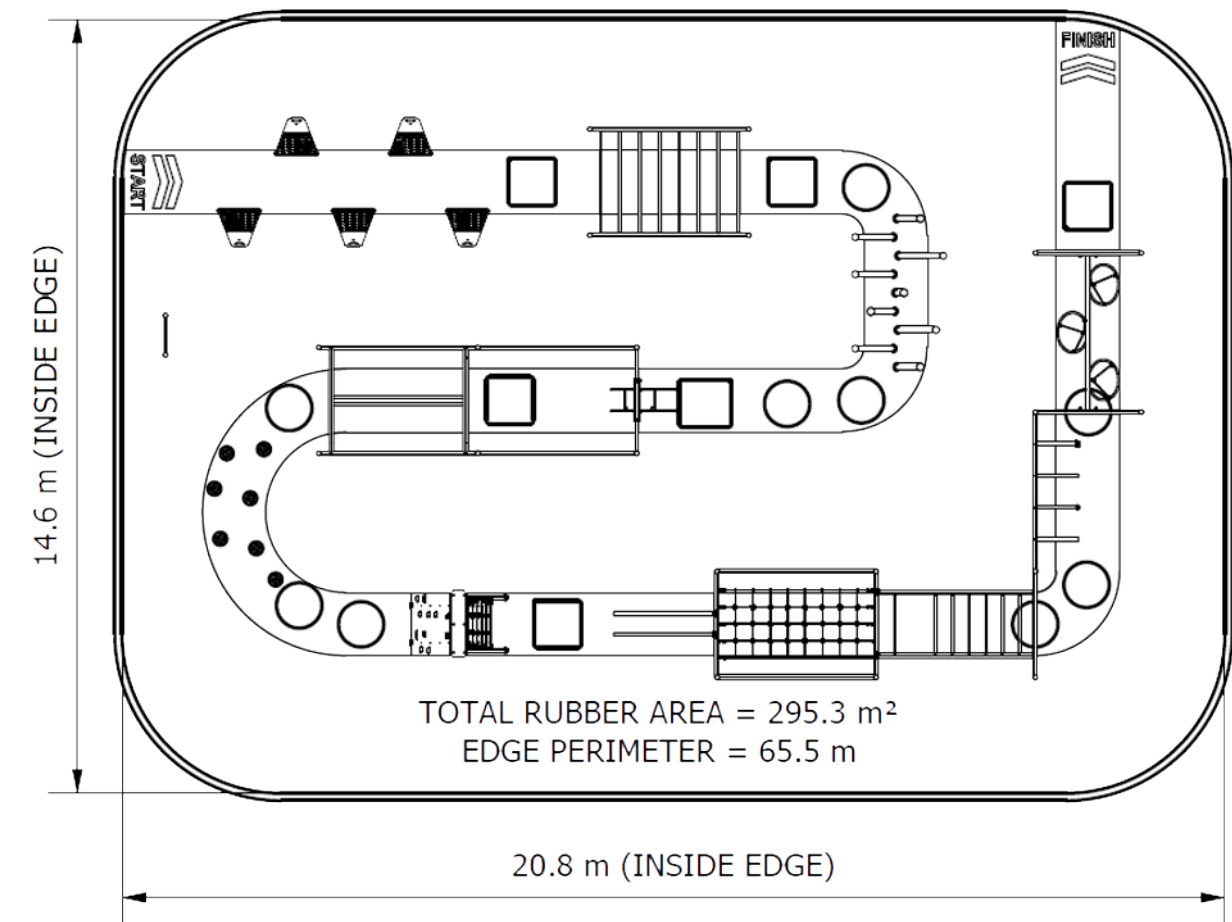 FINISH
START
14.6 m (INSIDE EDGE)
TOTAL RUBBER AREA = 295.3 m²
EDGE PERIMETER = 65.5 m
20.8 m (INSIDE EDGE)